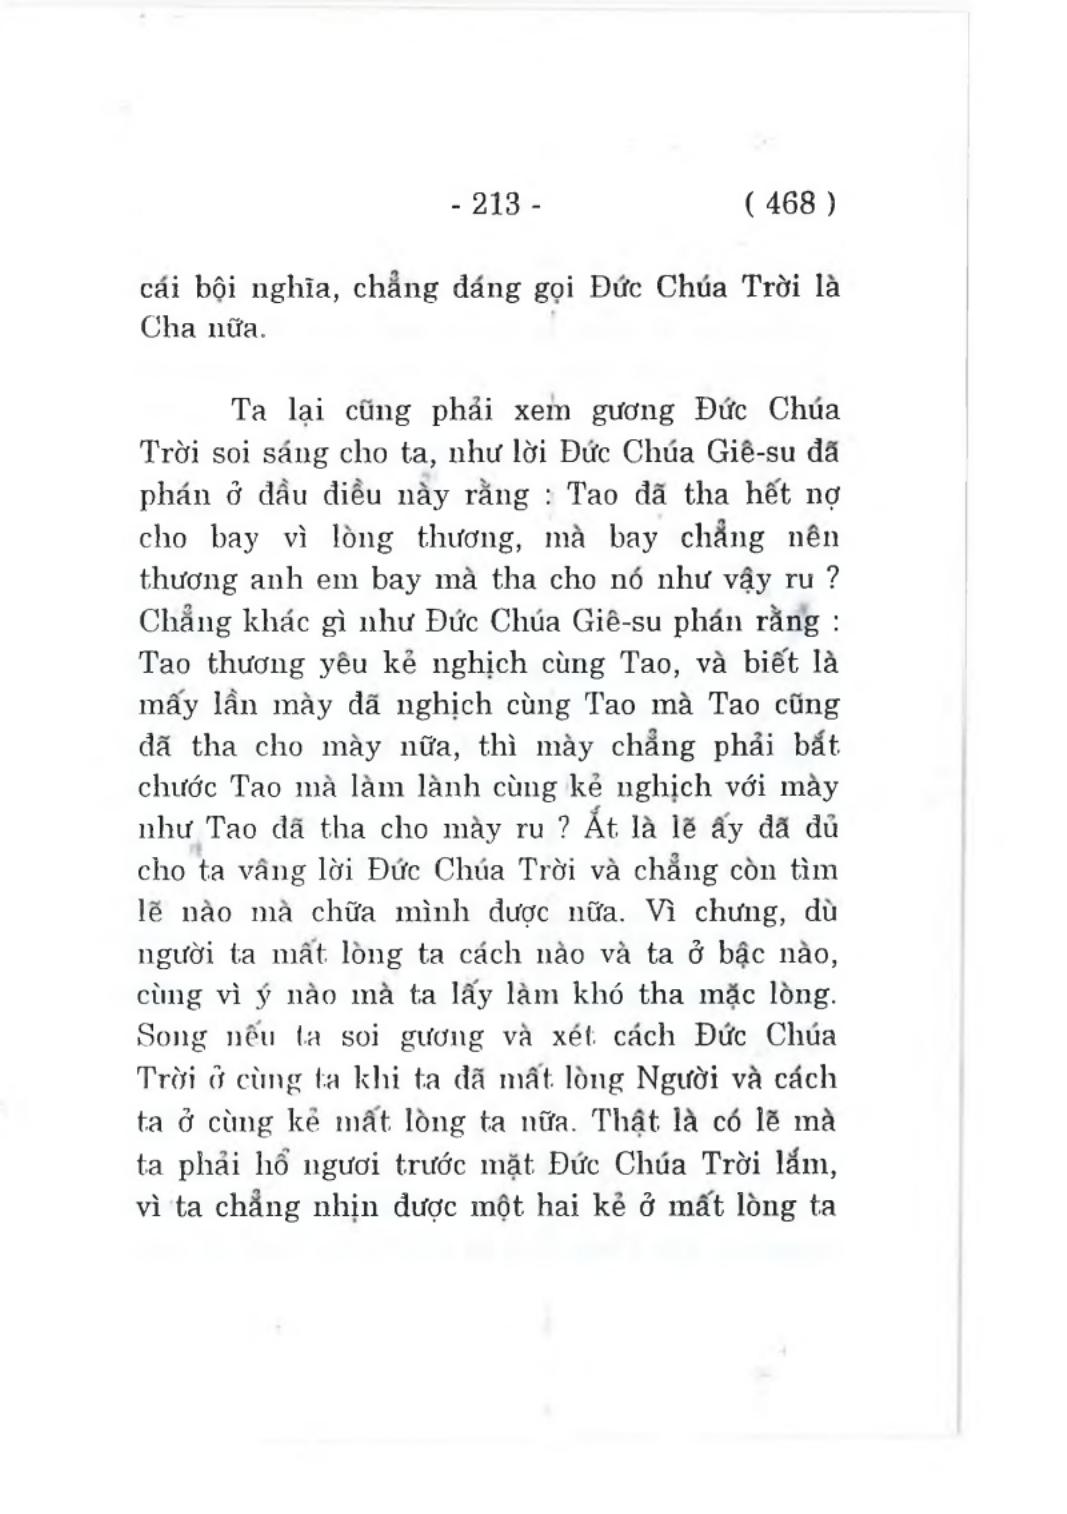 - 213 - ( 468 )
cái bội nghĩa, chẳng đáng gọi Đức Chúa Trời là
Cha nữa.
Ta lại cũng phải xem gương Đức Chúa
Trời soi sáng cho ta, như lời Đức Chúa Giê-su đã
phán ở đầu điều này rằng : Tao đã tha hết nợ
cho bay vì lòng thương, mà bay chẳng nên
thương anh em bay mà tha cho nó như vậy ru ?
Chẳng khác gì như Đức Chúa Giê-su phán rằng :
Tao thương yêu kẻ nghịch cùng Tao, và biết là
mấy lần mày đã nghịch cùng Tao mà Tao cũng
đã tha cho mày nữa, thì mày chẳng phải bắt
chước Tao mà làm lành cùng kẻ nghịch với mày
như Tao đã tha cho mày ru ? Ắt là lẽ ấy đã đủ
cho ta vâng lời Đức Chúa Trời và chẳng còn tìm
lẽ nào mà chữa mình được nữa. Vì chưng, dù
người ta mất lòng ta cách nào và ta ở bậc nào,
cùng vì ý nào mà ta lấy làm khó tha mặc lòng.
Song nếu ta soi gương và xét cách Đức Chúa
Trời ở cùng ta khi ta đã mất lòng Người và cách
ta ở cùng kẻ mất lòng ta nữa. Thật là có lẽ mà
ta phải hổ ngươi trước mặt Đức Chúa Trời lắm,
vì ta chẳng nhịn được một hai kẻ ở mất lòng ta